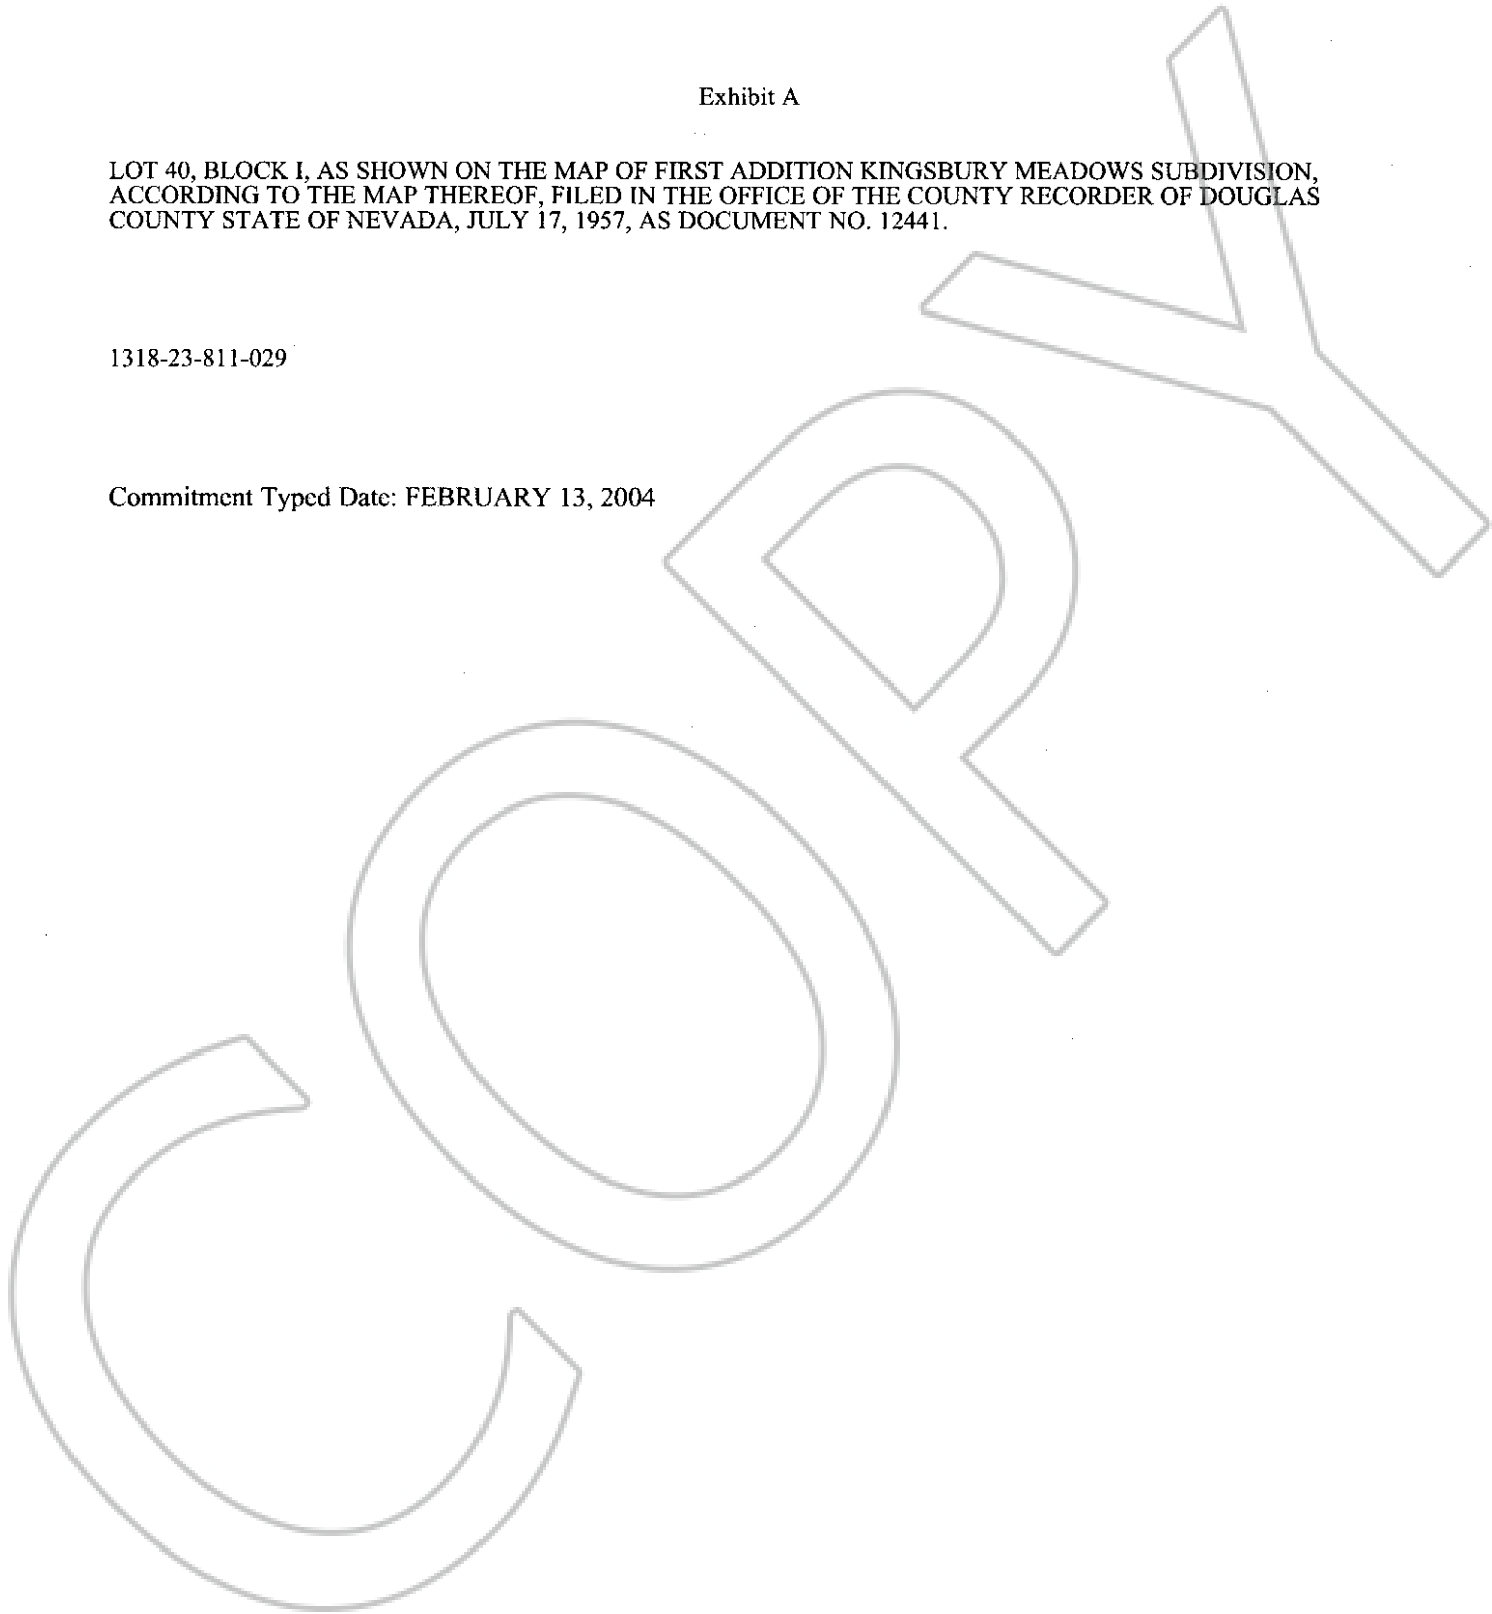 Exhibit A
LOT 40, BLOCK I, AS SHOWN ON THE MAP OF FIRST ADDITION KINGSBURY MEADOWS SUBDIVISION,
ACCORDING TO THE MAP THEREOF, FILED IN THE OFFICE OF THE COUNTY RECORDER OF DOUGLAS
COUNTY STATE OF NEVADA, JULY 17, 1957, AS DOCUMENT NO. 12441.
1318-23-811-029
Commitment Typed Date: FEBRUARY 13, 2004
COPY